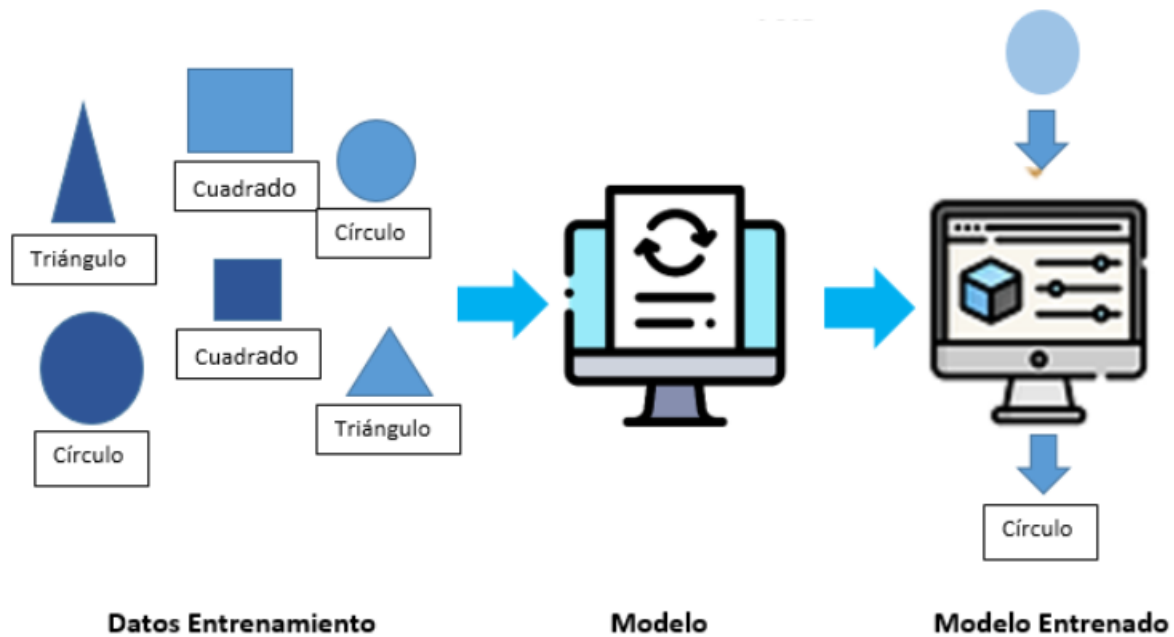 Triángulo
Cuadrado
Círculo
Círculo
Cuadrado
Triángulo
Círculo
Datos Entrenamiento
Modelo
Modelo Entrenado